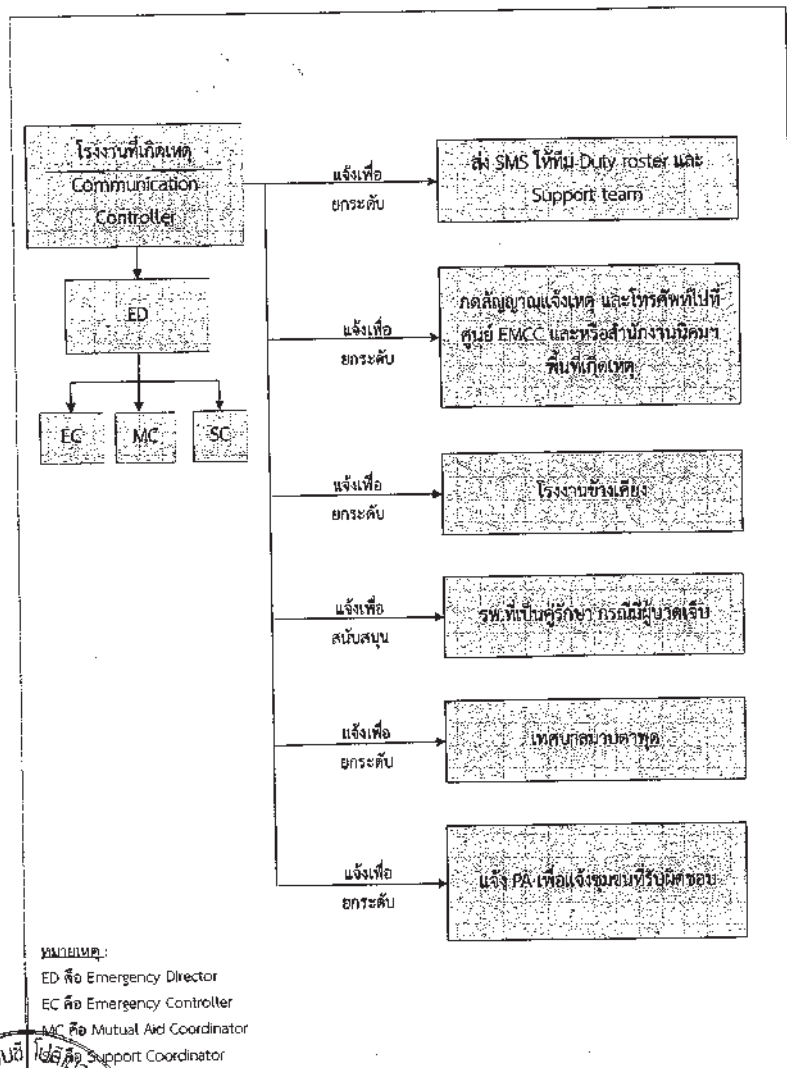 โรงงานที่เกิดเหตุ
Communication
Controller
ED
EC
MC
SC
แจ้งเพื่อ
ยกระดับ
ส่ง SMS ให้ทีม Duty roster และ
Support team
แจ้งเพื่อ
ยกระดับ
กดสัญญาณแจ้งเหตุ และโทรศัพท์ไปที่
ศูนย์ EMCC และหรือสำนักงานนิคมฯ
พื้นที่เกิดเหตุ
แจ้งเพื่อ
ยกระดับ
โรงงานข้างเคียง
แจ้งเพื่อ
สนับสนุน
รพ.ที่เป็นคู่รักษา กรณีมีผู้บาดเจ็บ
แจ้งเพื่อ
ยกระดับ
เทศบาลมาบตาพุด
แจ้งเพื่อ
ยกระดับ
แจ้ง PA เพื่อแจ้งชุมชนที่รับผิดชอบ
หมายเหตุ :
ED คือ Emergency Director
EC คือ Emergency Controller
MC คือ Mutual Aid Coordinator
SC คือ Support Coordinator